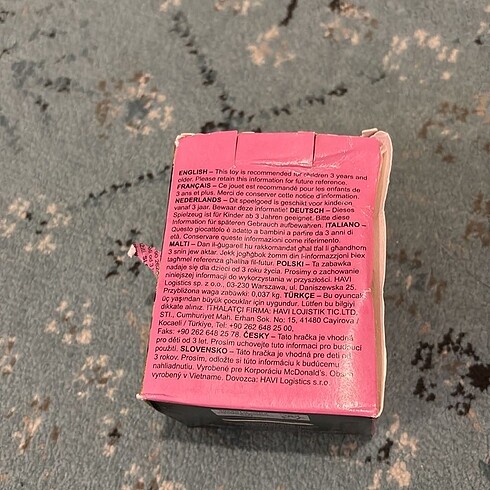 ENGLISH – This toy is recommended for children 3 years and
older. Please retain this information for future reference.
FRANÇAIS – Ce jouet est recommandé pour les enfants de
3 ans et plus. Merci de conserver cette notice d'information.
NEDERLANDS – Dit speelgoed is geschikt voor kinderen
vanaf 3 jaar. Bewaar deze informatie! DEUTSCH – Dieses
Spielzeug ist für Kinder ab 3 Jahren geeignet. Bitte diese
Information für späteren Gebrauch aufbewahren. ITALIANO –
Questo giocattolo è adatto a bambini a partire da 3 anni di
età. Conservare queste informazioni come riferimento.
MALTI – Dan il-ġugarell hu rakkomandat għal tfal li għandhom
3 snin jew aktar. Jekk jogħġbok żomm din l-informazzjoni biex
tagħmel referenza għaliha fil-futur. POLSKI – Ta zabawka
nadaje się dla dzieci od 3 roku życia. Prosimy o zachowanie
niniejszej informacji do wykorzystania w przyszłości. HAVI
Logistics sp. z o.o., 03-230 Warszawa, ul. Daniszewska 25.
Przybliżona waga zabawki: 0,037 kg. TÜRKÇE – Bu oyuncak
üç yaşından büyük çocuklar için uygundur. Lütfen bu bilgiyi
dikkate alınız. İTHALATÇI FİRMA: HAVI LOJISTIK TIC.LTD.
STI., Cumhuriyet Mah. Erhan Sok. No: 15, 41480 Cayirova /
Kocaeli / Türkiye, Tel: +90 262 648 25 00,
Faks: +90 262 648 25 78. ČESKY – Tato hračka je vhodná
pro děti od 3 let. Prosím uchovejte tuto informaci pro budoucí
použití. SLOVENSKO – Táto hračka je vhodná pre deti od
3 rokov. Prosím, odložte si túto informáciu k budúcemu
nahliadnutiu. Vyrobené pre Korporáciu McDonald's. Obsah
vyrobený v Vietname. Dovozca: HAVI Logistics s.r.o.